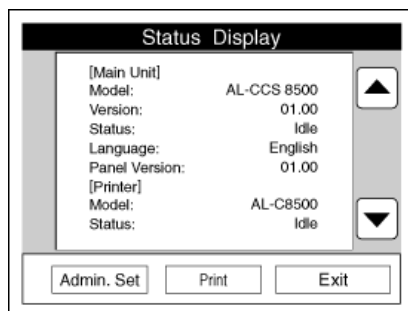 Status Display
[Main Unit]
Model: AL-CCS 8500
Version: 01.00
Status: Idle
Language: English
Panel Version: 01.00
[Printer]
Model: AL-C8500
Status: Idle
Admin. Set Print Exit